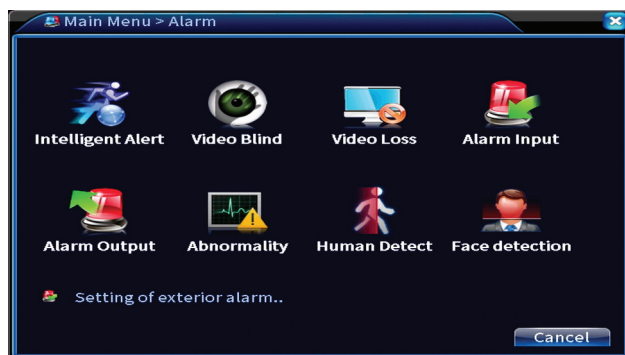 Main Menu > Alarm
Intelligent Alert Video Blind Video Loss Alarm Input
Alarm Output Abnormality Human Detect Face detection
Setting of exterior alarm..
Cancel